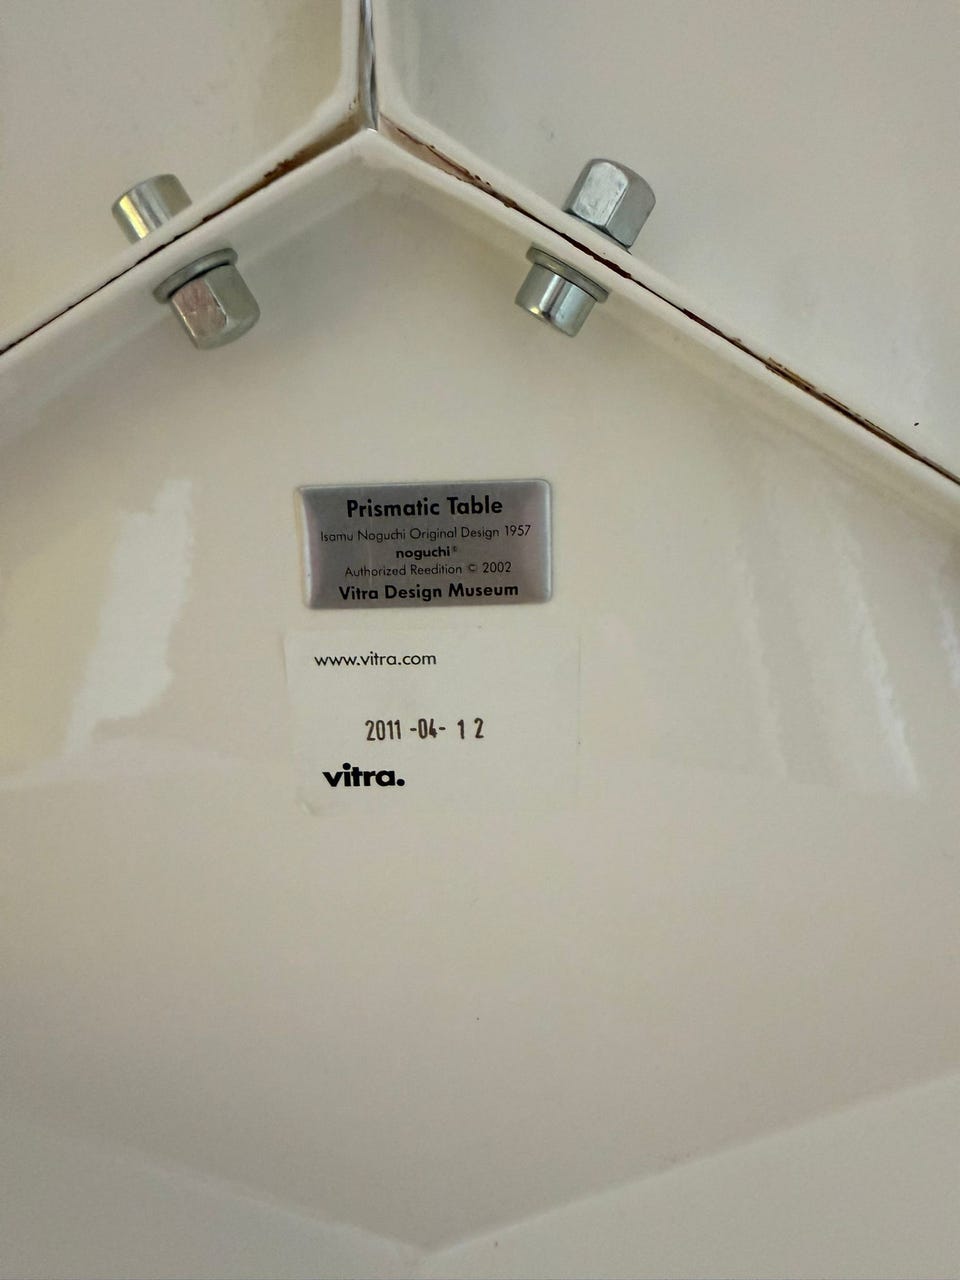 Prismatic Table
Isamu Noguchi Original Design 1957
noguchi®
Authorized Reedition © 2002
Vitra Design Museum
www.vitra.com
2011 -04- 1 2
vitra.